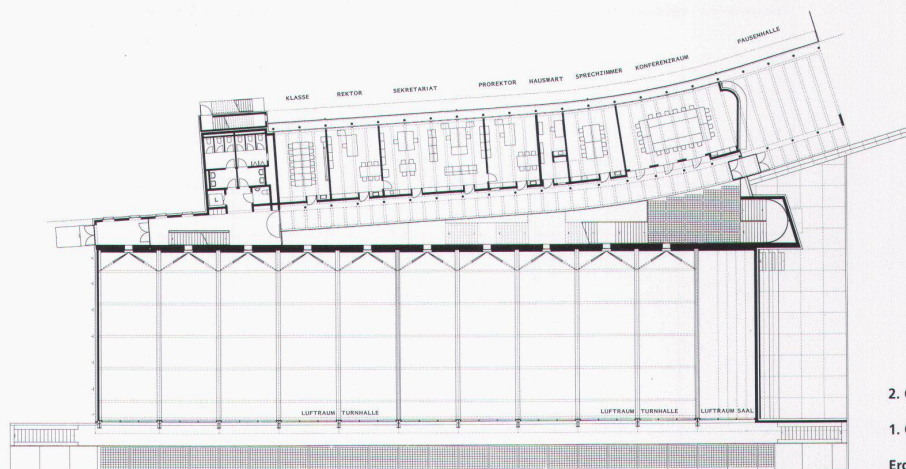 PAUSENHALLE
KONFERENZRAUM
SPRECHZIMMER
HAUSWART
PROREKTOR
SEKRETARIAT
REKTOR
KLASSE
L
LUFTRAUM TURNHALLE
LUFTRAUM TURNHALLE
LUFTRAUM SAAL
2.
1.